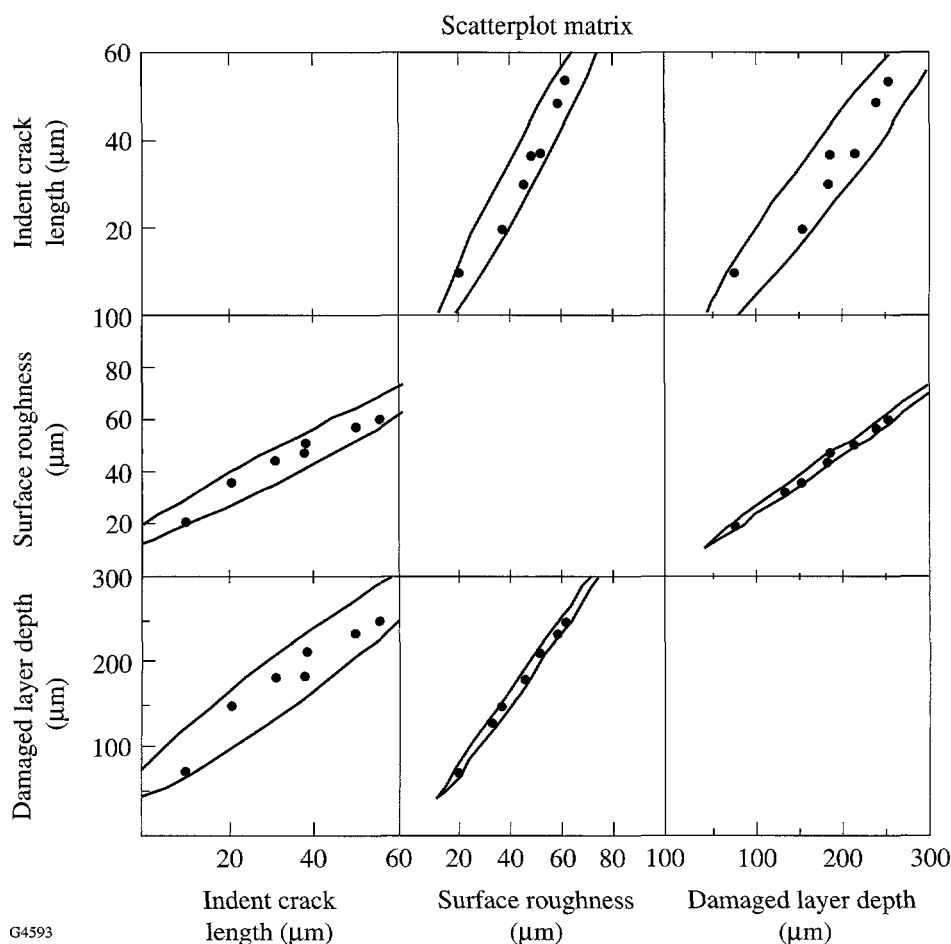 Scatterplot matrix
Indent crack
length (µm)
60
40
20
100
Surface roughness
(µm)
80
60
40
20
300
Damaged layer depth
(µm)
200
100
20 40 60 20 40 60 80 100 100 200 300
Indent crack
length (µm)
Surface roughness
(µm)
Damaged layer depth
(µm)
G4593